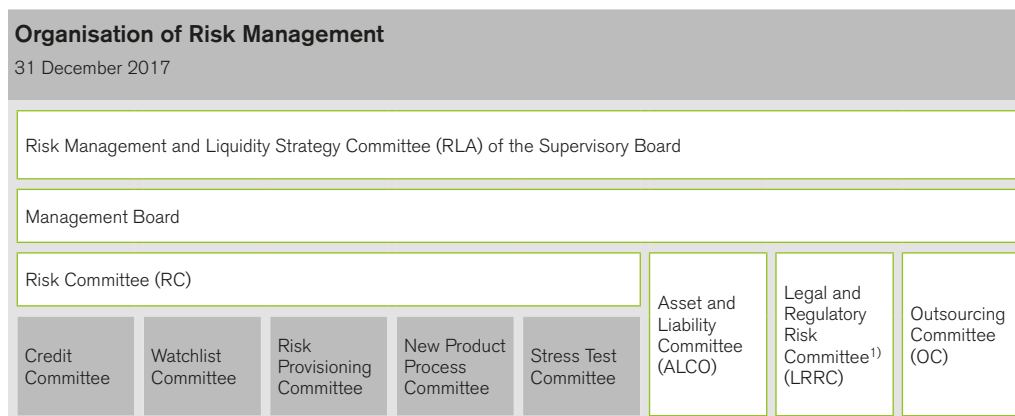 Organisation of Risk Management
31 December 2017
Risk Management and Liquidity Strategy Committee (RLA) of the Supervisory Board
Management Board
Risk Committee (RC)
Credit
Committee
Watchlist
Committee
Risk
Provisioning
Committee
New Product
Process
Committee
Stress Test
Committee
Asset and
Liability
Committee
(ALCO)
Legal and
Regulatory
Risk
Committee¹⁾
(LRRC)
Outsourcing
Committee
(OC)